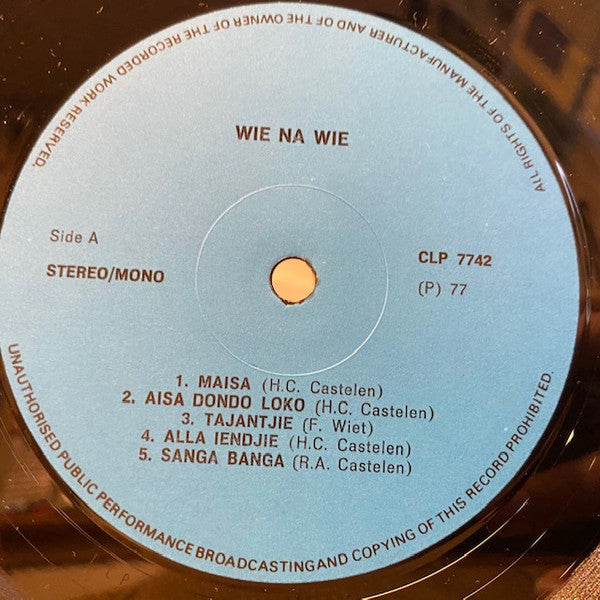 ALL RIGHTS OF THE MANUFACTURER AND OF THE OWNER OF THE RECORDED WORK RESERVED.
WIE NA WIE
Side A
STEREO/MONO
CLP 7742
(P) 77
1. MAISA (H.C. Castelen)
2. AISA DONDO LOKO (H.C. Castelen)
3. TAJANTJIE (F. Wiet)
4. ALLA IENDJIE (H.C. Castelen)
5. SANGA BANGA (R.A. Castelen)
UNAUTHORISED PUBLIC PERFORMANCE BROADCASTING AND COPYING OF THIS RECORD PROHIBITED.